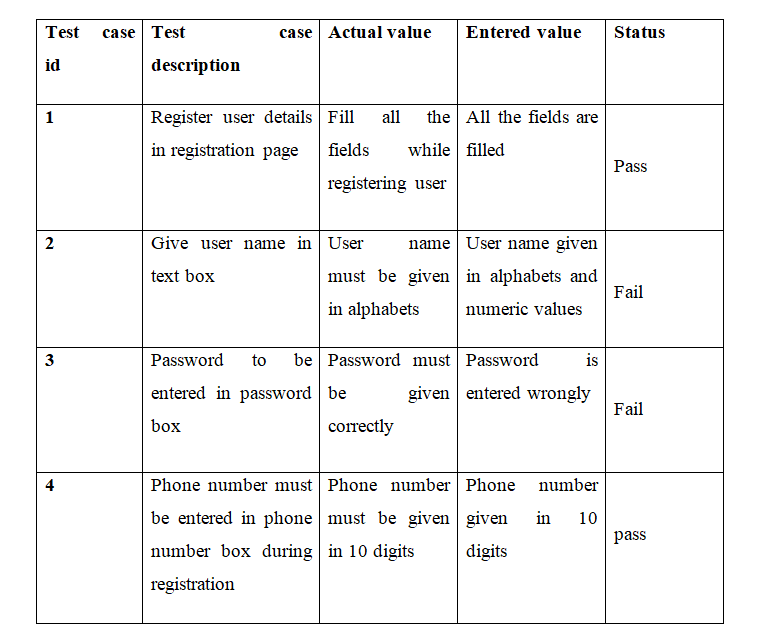 Test case id
Test case description
Actual value
Entered value
Status
1
Register user details
in registration page
Fill all the
fields while
registering user
All the fields are
filled
Pass
2
Give user name in
text box
User name
must be given
in alphabets
User name given
in alphabets and
numeric values
Fail
3
Password to be
entered in password
box
Password must
be given
correctly
Password is
entered wrongly
Fail
4
Phone number must
be entered in phone
number box during
registration
Phone number
must be given
in 10 digits
Phone number
given in 10
digits
pass